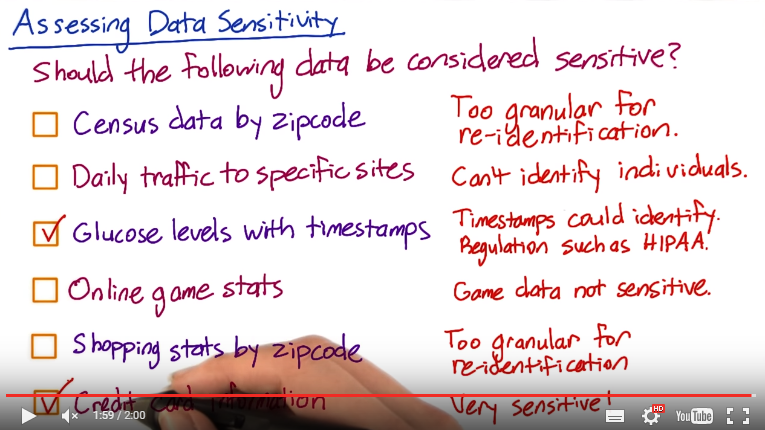 Assessing Data Sensitivity
Should the following data be considered sensitive?
Census data by zipcode
Too granular for
re-identification.
Daily traffic to specific sites
Can't identify individuals.
Glucose levels with timestamps
Timestamps could identify.
Regulation such as HIPAA.
Online game stats
Game data not sensitive.
Shopping stats by zipcode
Too granular for
re-identification
Credit card information
Very sensitive!
1:59 / 2:00
HD
YouTube